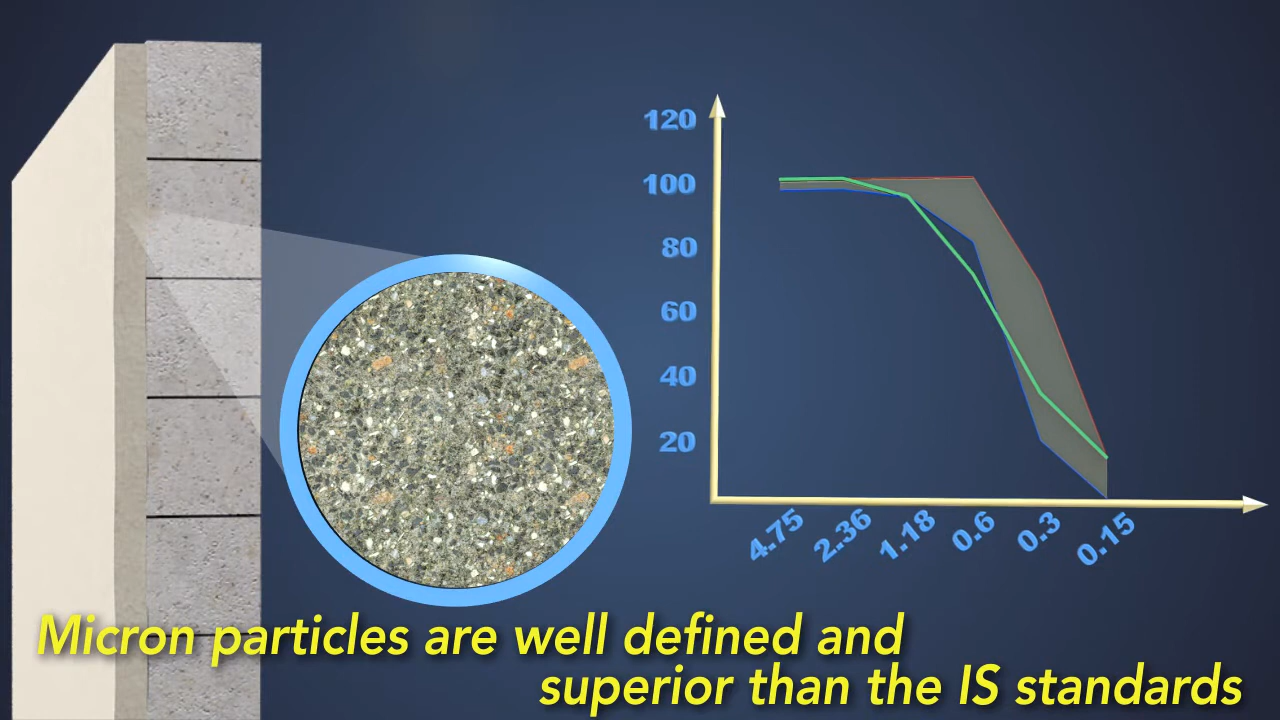 120
100
80
60
40
20
4.75 2.36 1.18 0.6 0.3 0.15
Micron particles are well defined and
superior than the IS standards